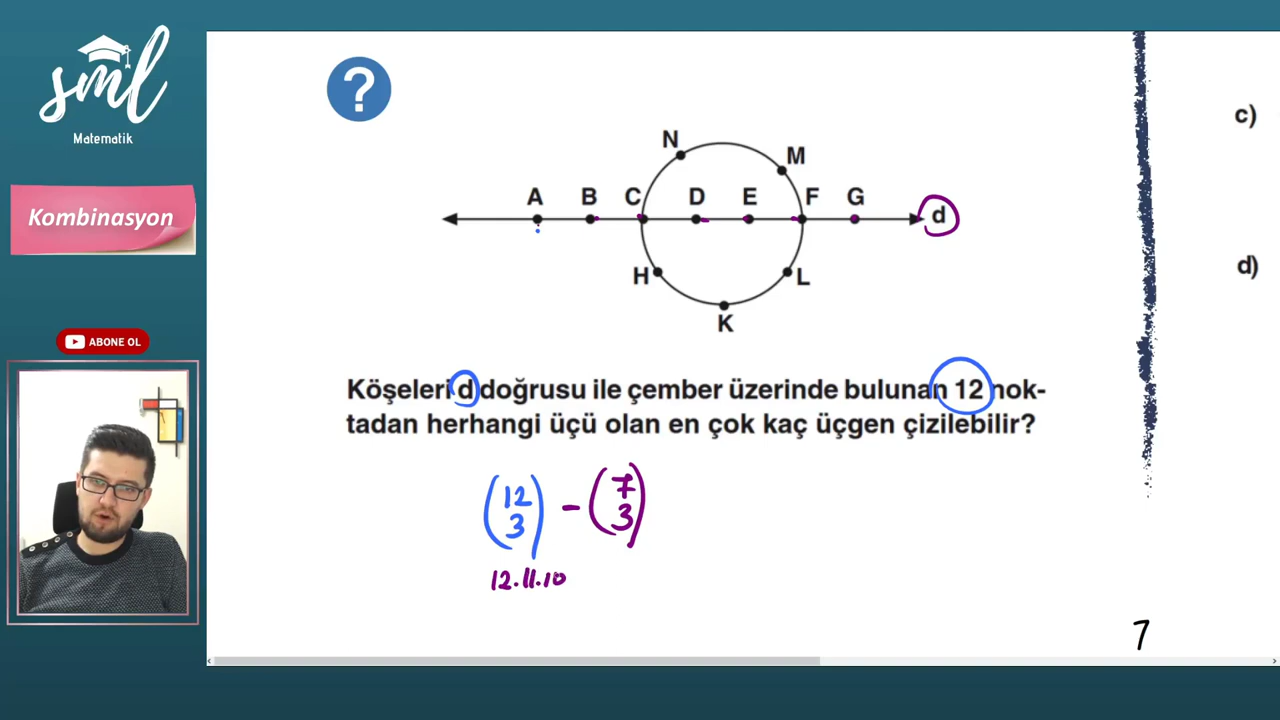 sml
Matematik
Kombinasyon
ABONE OL
?
N
M
A B C D E F G d
H L
K
Köşeleri d doğrusu ile çember üzerinde bulunan 12 nok-
tadan herhangi üçü olan en çok kaç üçgen çizilebilir?
(12 3) - (7 3)
12.11.10
c)
d)
7